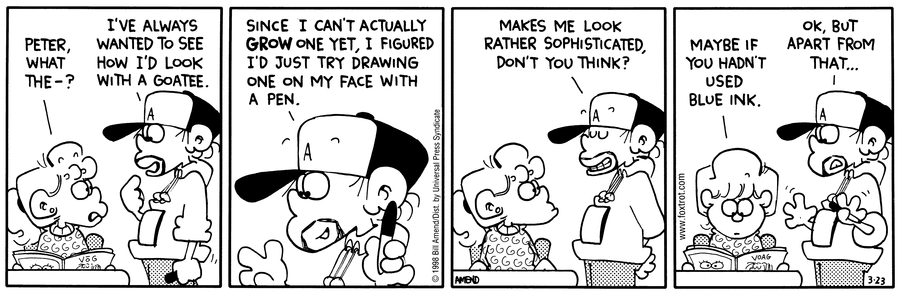 PETER,
WHAT
THE-?
I'VE ALWAYS
WANTED TO SEE
HOW I'D LOOK
WITH A GOATEE.
A
VOG
SINCE I CAN'T ACTUALLY
GROW ONE YET, I FIGURED
I'D JUST TRY DRAWING
ONE ON MY FACE WITH
A PEN.
A
© 1998 Bill Amend/Dist. by Universal Press Syndicate
MAKES ME LOOK
RATHER SOPHISTICATED,
DON'T YOU THINK?
A
AMEND
MAYBE IF
YOU HADN'T
USED
BLUE INK.
OK, BUT
APART FROM
THAT...
A
www.foxtrot.com
VOAG
3-23